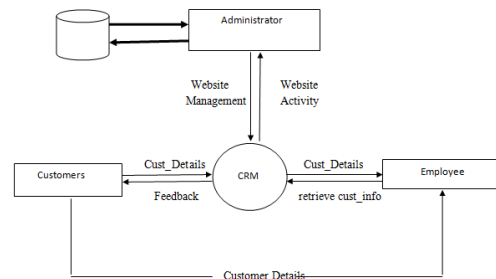 Administrator
Website
Management
Website
Activity
Customers
Cust_Details
Feedback
CRM
Cust_Details
retrieve cust_info
Employee
Customer Details